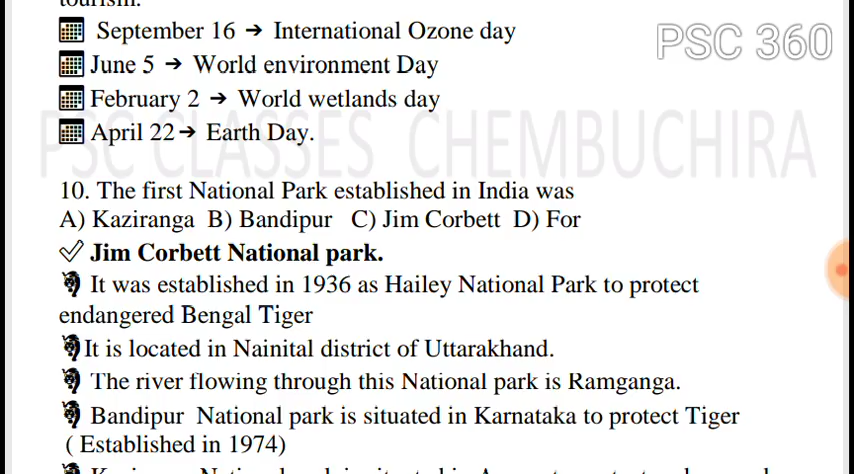 tourism.
September 16 → International Ozone day
PSC 360
June 5 → World environment Day
February 2 → World wetlands day
April 22 → Earth Day.
PSC CLASSES CHEMBUCHIRA
10. The first National Park established in India was
A) Kaziranga B) Bandipur C) Jim Corbett D) For
✓ Jim Corbett National park.
It was established in 1936 as Hailey National Park to protect
endangered Bengal Tiger
It is located in Nainital district of Uttarakhand.
The river flowing through this National park is Ramganga.
Bandipur National park is situated in Karnataka to protect Tiger
( Established in 1974)